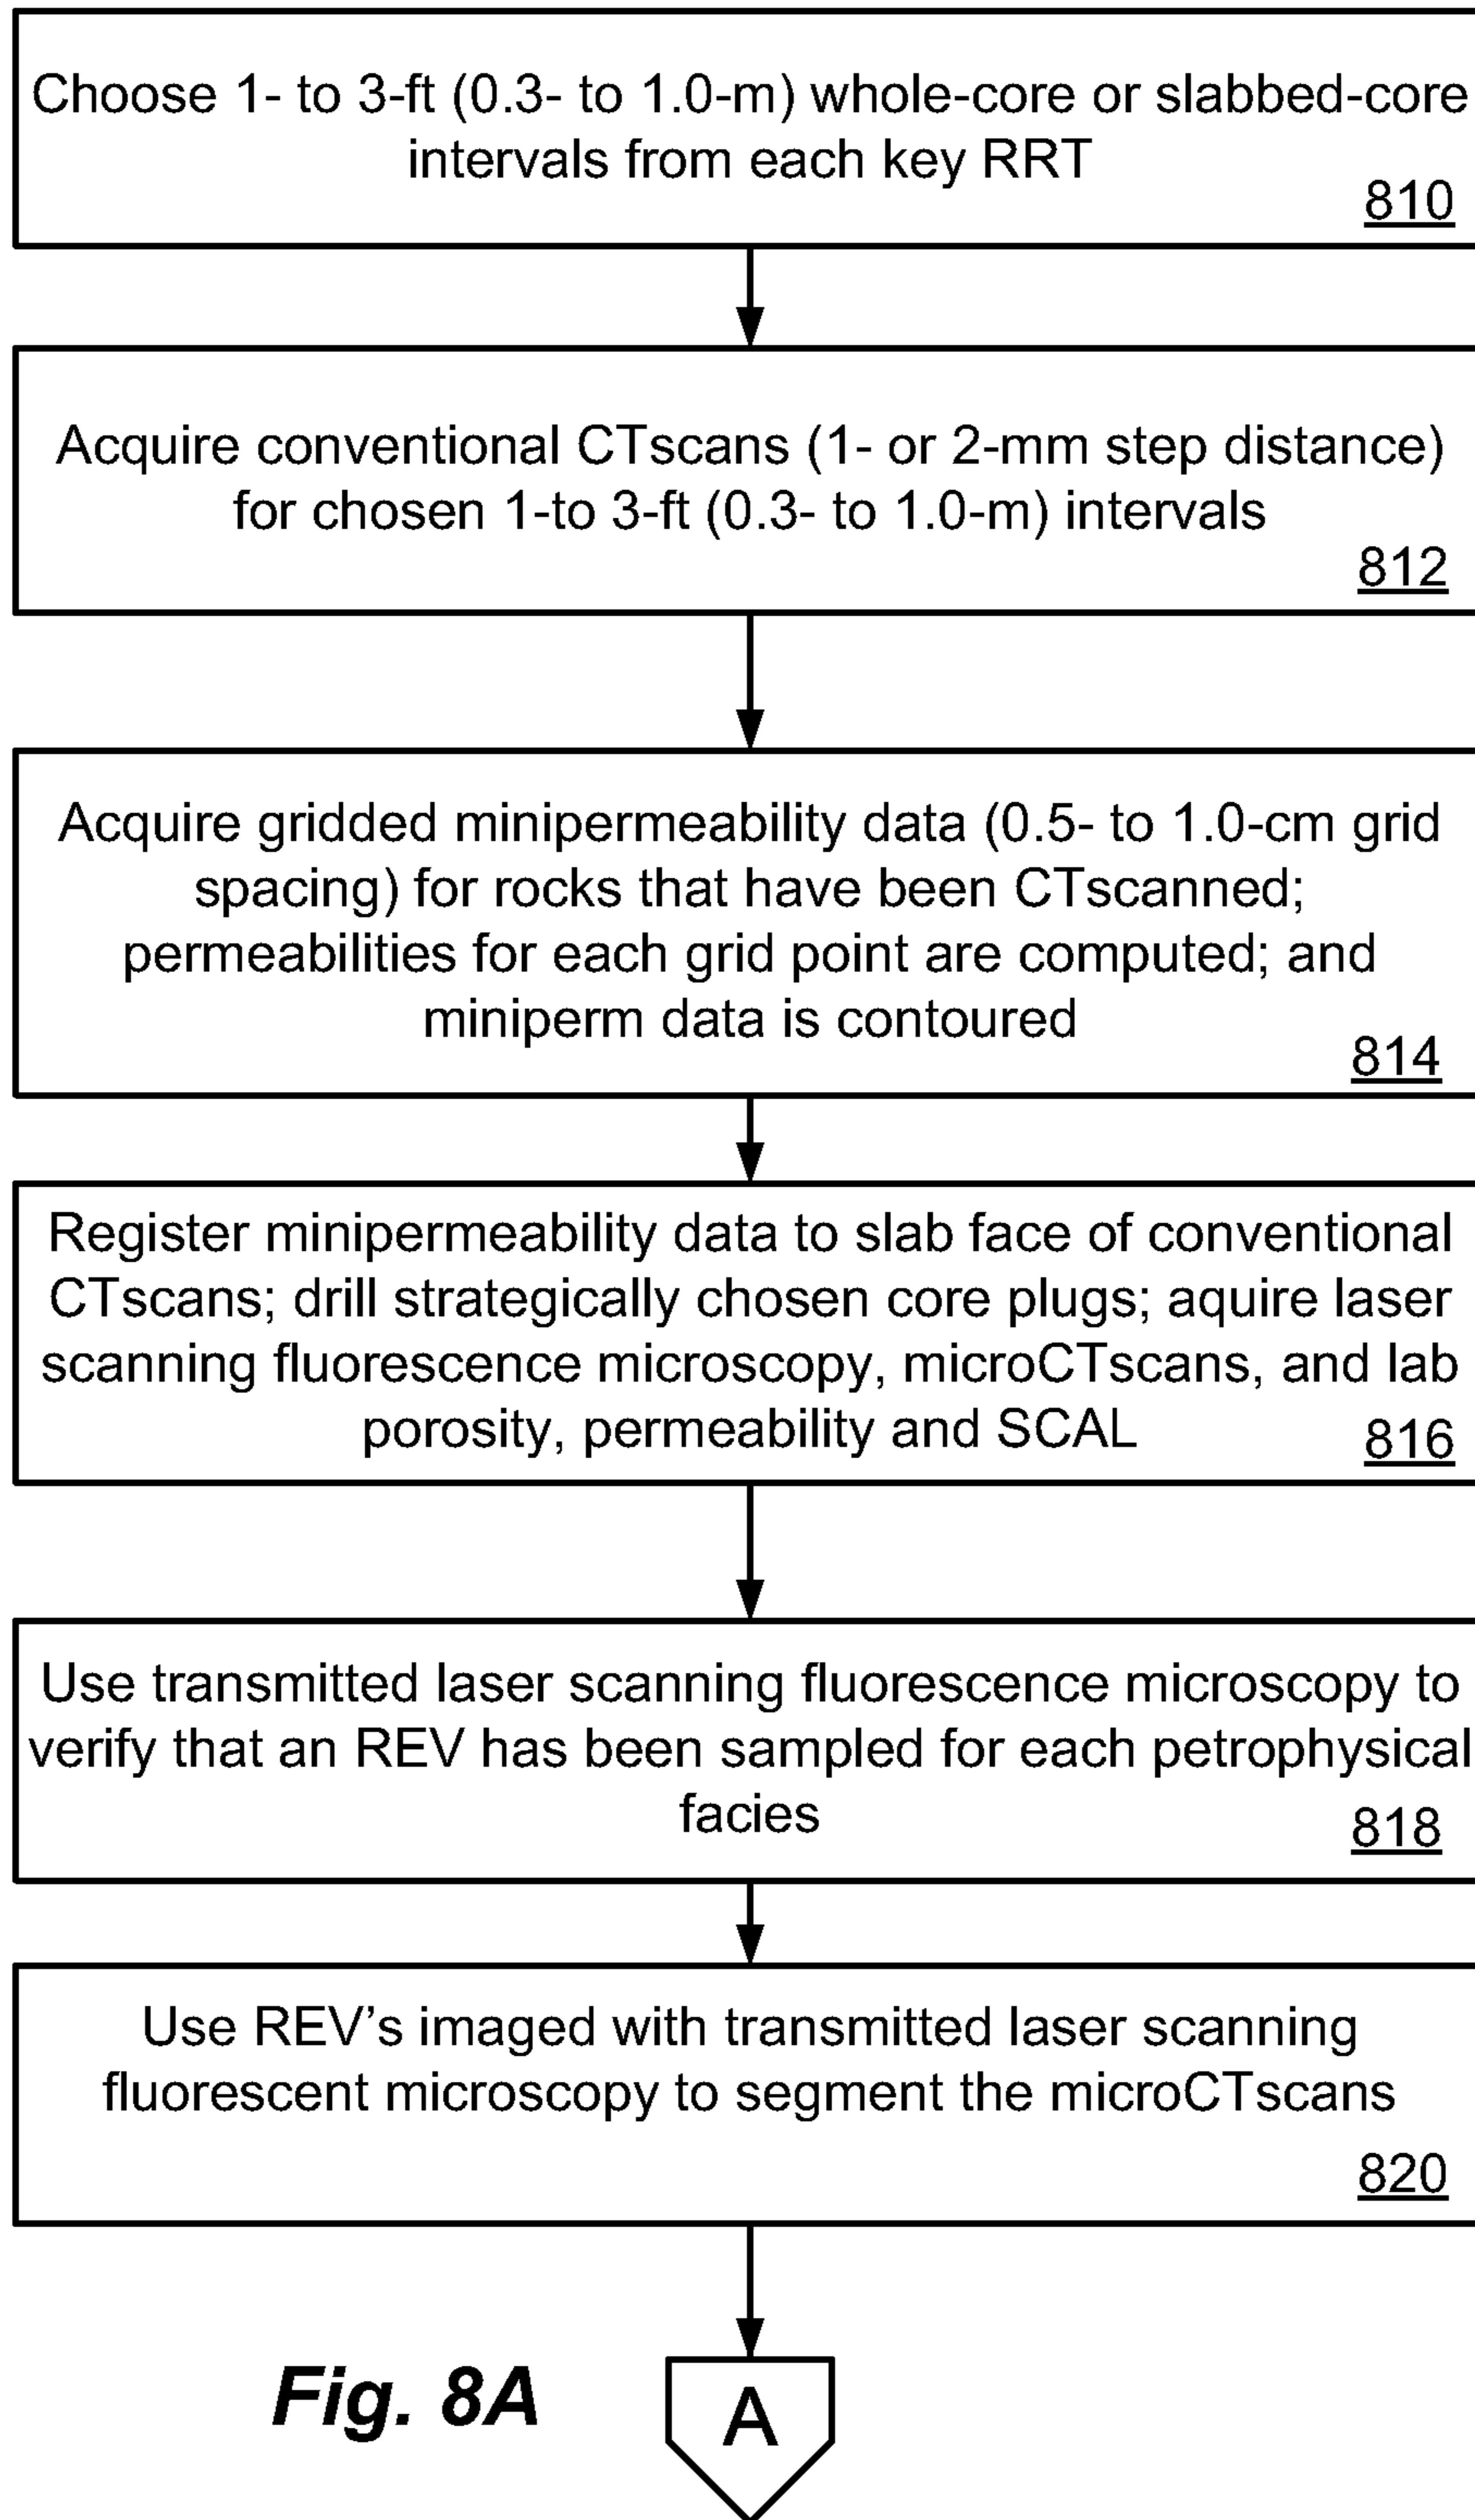 Choose 1- to 3-ft (0.3- to 1.0-m) whole-core or slabbed-core
intervals from each key RRT
810
Acquire conventional CTscans (1- or 2-mm step distance)
for chosen 1-to 3-ft (0.3- to 1.0-m) intervals
812
Acquire gridded minipermeability data (0.5- to 1.0-cm grid
spacing) for rocks that have been CTscanned;
permeabilities for each grid point are computed; and
miniperm data is contoured
814
Register minipermeability data to slab face of conventional
CTscans; drill strategically chosen core plugs; aquire laser
scanning fluorescence microscopy, microCTscans, and lab
porosity, permeability and SCAL
816
Use transmitted laser scanning fluorescence microscopy to
verify that an REV has been sampled for each petrophysical
facies
818
Use REV’s imaged with transmitted laser scanning
fluorescent microscopy to segment the microCTscans
820
Fig. 8A
A